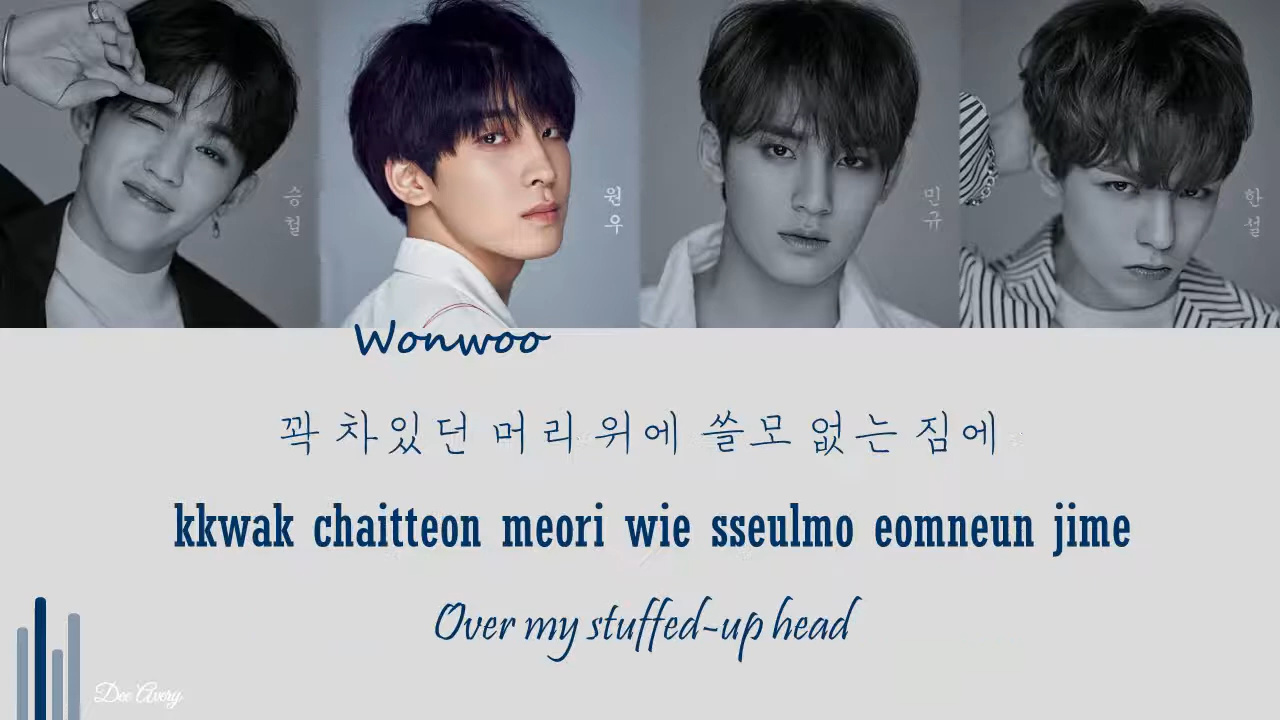 승철
원우
민규
한솔
Wonwoo
꽉 차있던 머리 위에 쓸모 없는 짐에
kkwak chaitteon meori wie sseulmo eomneun jime
Over my stuffed-up head
Dee Avery